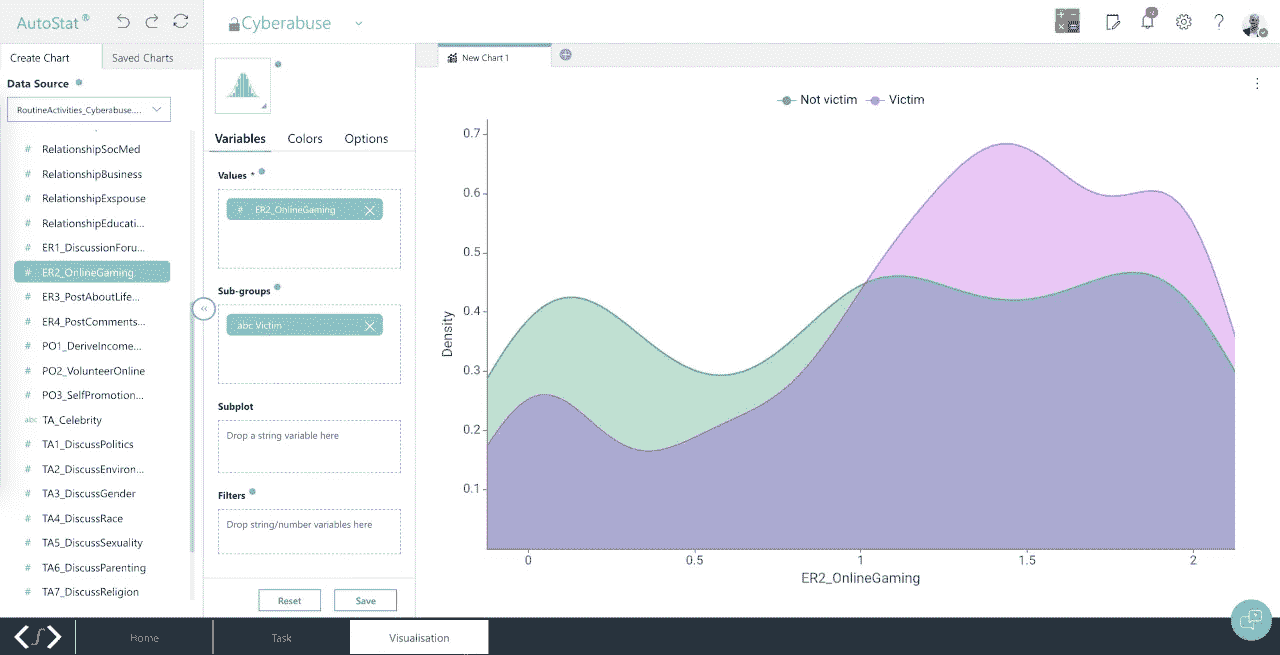 AutoStat®
Cyberabuse
Create Chart
Saved Charts
New Chart 1
Data Source
RoutineActivities_Cyberabuse....
RelationshipSocMed
RelationshipBusiness
RelationshipExspouse
RelationshipEducati...
ER1_DiscussionForu...
ER2_OnlineGaming
ER3_PostAboutLife...
ER4_PostComments...
PO1_DeriveIncome...
PO2_VolunteerOnline
PO3_SelfPromotion...
abc TA_Celebrity
TA1_DiscussPolitics
TA2_DiscussEnviron...
TA3_DiscussGender
TA4_DiscussRace
TA5_DiscussSexuality
TA6_DiscussParenting
TA7_DiscussReligion
Variables Colors Options
Values *
# ER2_OnlineGaming
Sub-groups
abc Victim
Subplot
Drop a string variable here
Filters
Drop string/number variables here
Reset
Save
Not victim Victim
Density
0.7
0.6
0.5
0.4
0.3
0.2
0.1
0 0.5 1 1.5 2
ER2_OnlineGaming
Home
Task
Visualisation